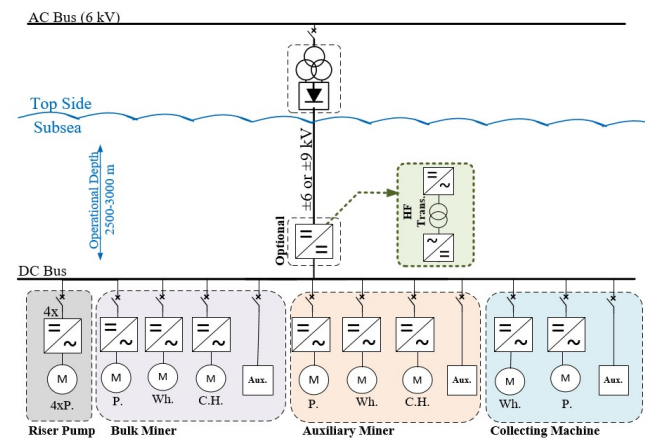 AC Bus (6 kV)
Top Side
Subsea
Operational Depth
2500-3000 m
±6 or ±9 kV
HF
Trans.
Optional
DC Bus
4x
M
M
M
M
Aux.
M
M
M
Aux.
M
M
Aux.
4xP.
P.
Wh.
C.H.
P.
Wh.
C.H.
Wh.
P.
Riser Pump
Bulk Miner
Auxiliary Miner
Collecting Machine